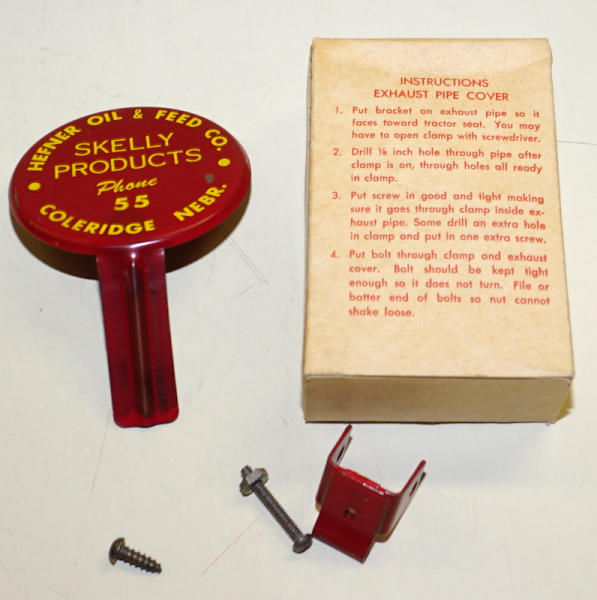 HEFNER OIL & FEED CO.
SKELLY
PRODUCTS
Phone
55
COLERIDGE NEBR.
INSTRUCTIONS
EXHAUST PIPE COVER
1. Put bracket on exhaust pipe so it
faces toward tractor seat. You may
have to open clamp with screwdriver.
2. Drill ⅛ inch hole through pipe after
clamp is on, through holes all ready
in clamp.
3. Put screw in good and tight making
sure it goes through clamp inside ex-
haust pipe. Some drill an extra hole
in clamp and put in one extra screw.
4. Put bolt through clamp and exhaust
cover. Bolt should be kept tight
enough so it does not turn. File or
batter end of bolts so nut cannot
shake loose.